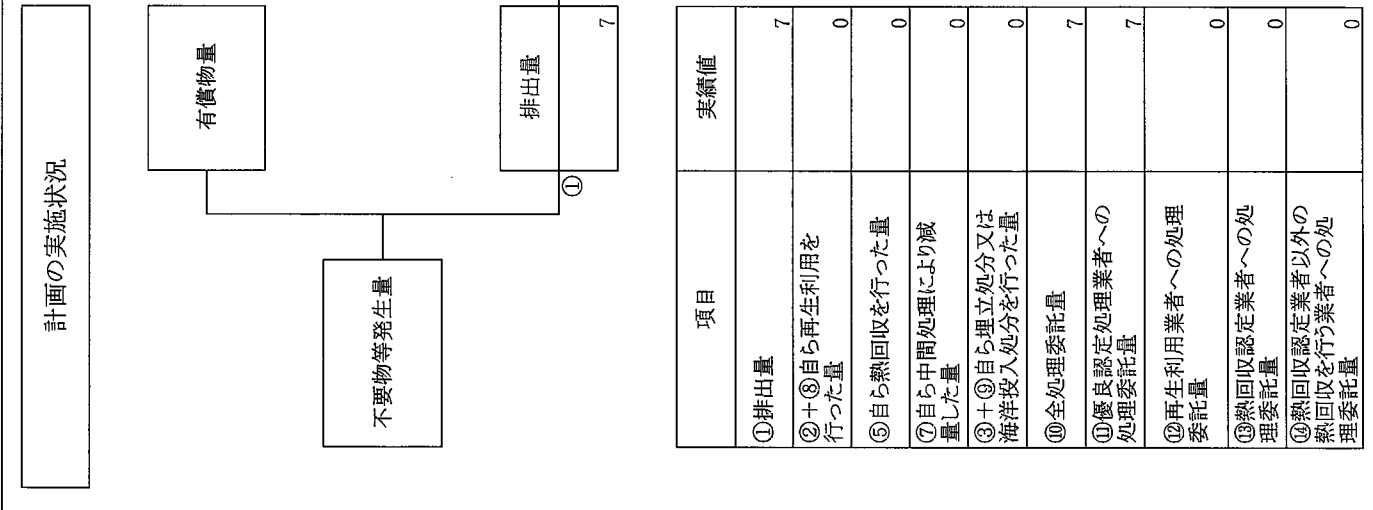 計画の実施状況
有償物量
不要物等発生量
排出量
①
7
項目
実績値
①排出量
7
②＋⑧自ら再生利用を
行った量
0
⑤自ら熱回収を行った量
0
⑦自ら中間処理により減
量した量
0
③＋⑨自ら埋立処分又は
海洋投入処分を行った量
0
⑩全処理委託量
7
⑪優良認定処理業者への
処理委託量
7
⑫再生利用業者への処理
委託量
0
⑬熱回収認定業者への処
理委託量
0
⑭熱回収認定業者以外の
熱回収を行う業者への処
理委託量
0